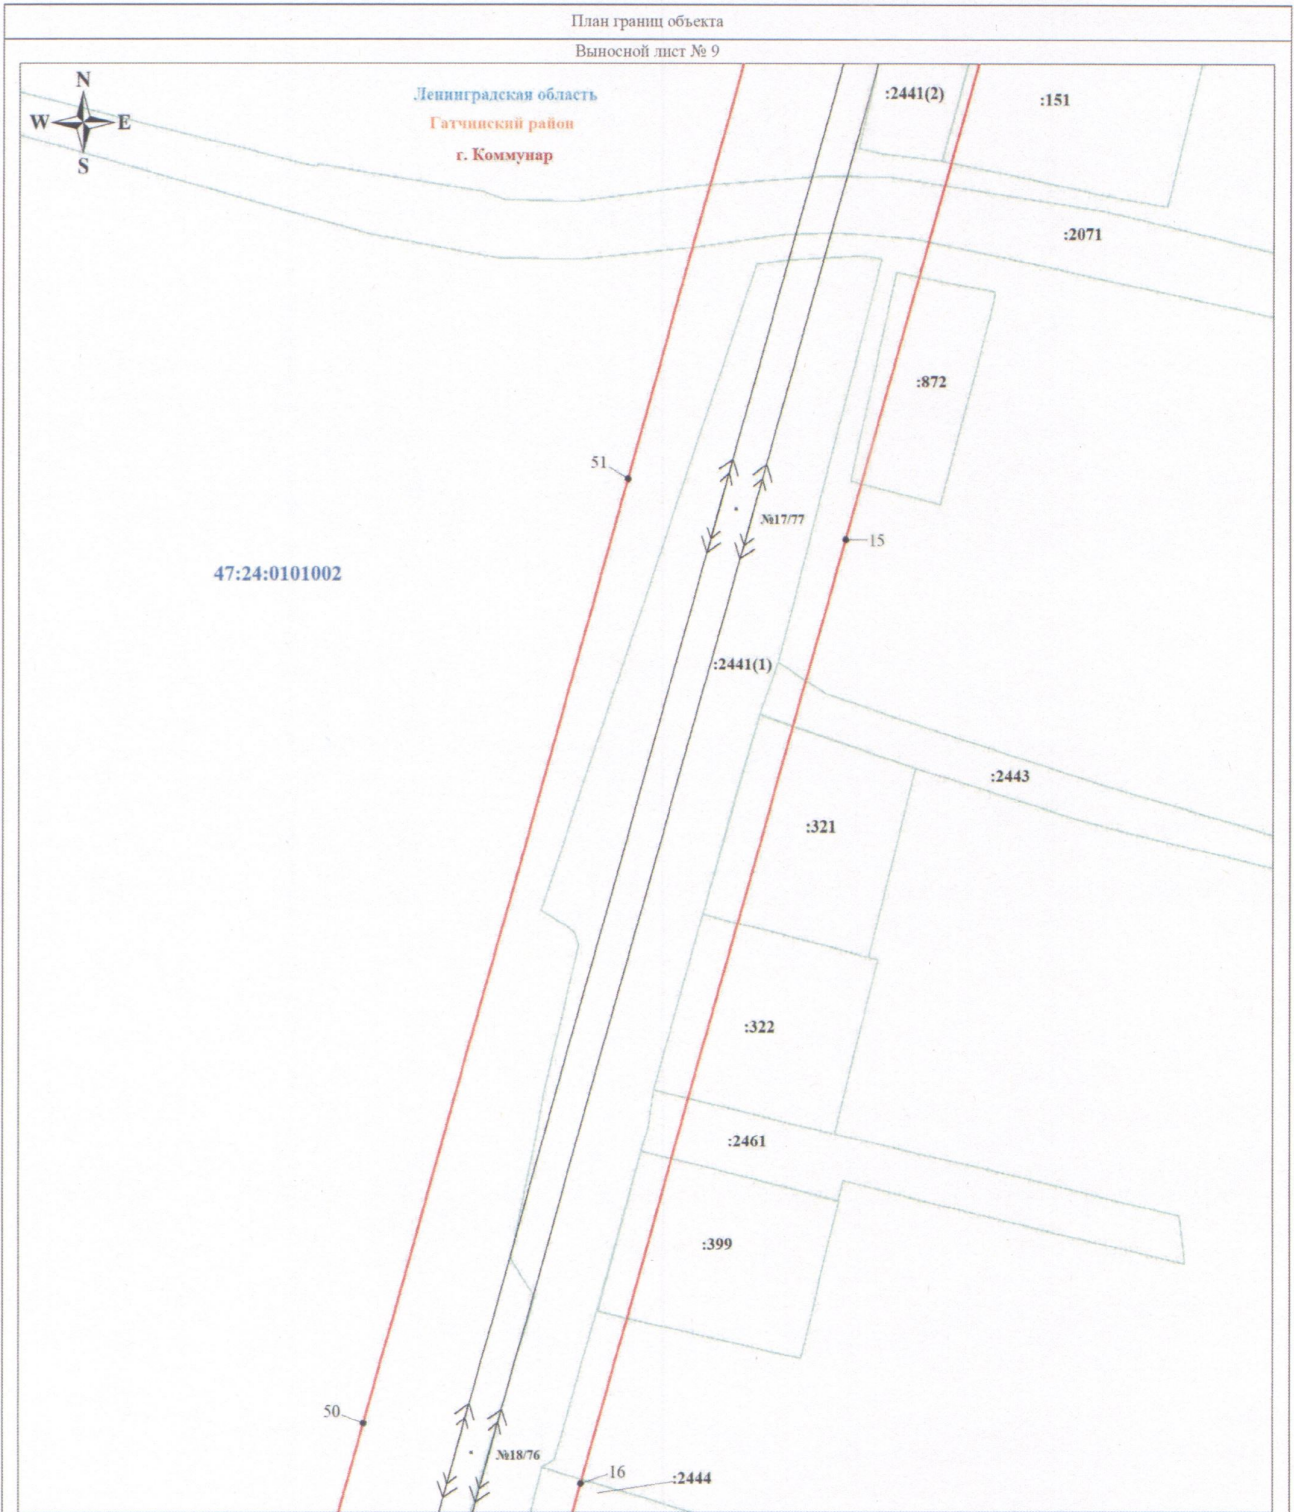 План границ объекта
Выносной лист № 9
N
W E
S
Ленинградская область
Гатчинский район
г. Коммунар
:2441(2)
:151
:2071
:872
51
№17/77
15
47:24:0101002
:2441(1)
:2443
:321
:322
:2461
:399
50
№18/76
16
:2444